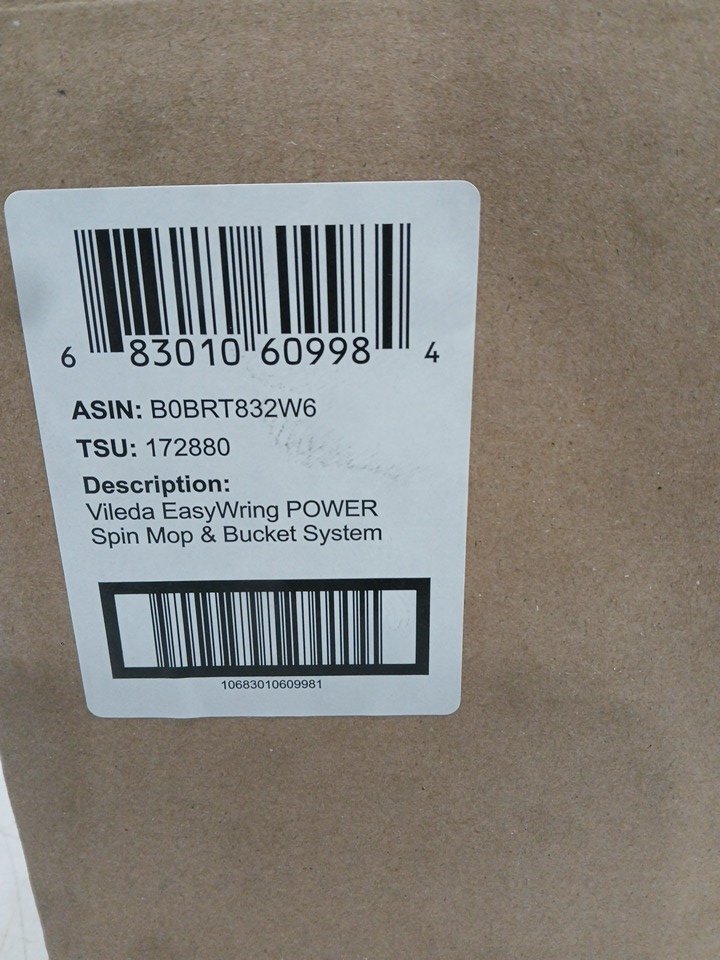 6 83010 60998 4
ASIN: B0BRT832W6
TSU: 172880
Description:
Vileda EasyWring POWER
Spin Mop & Bucket System
10683010609981